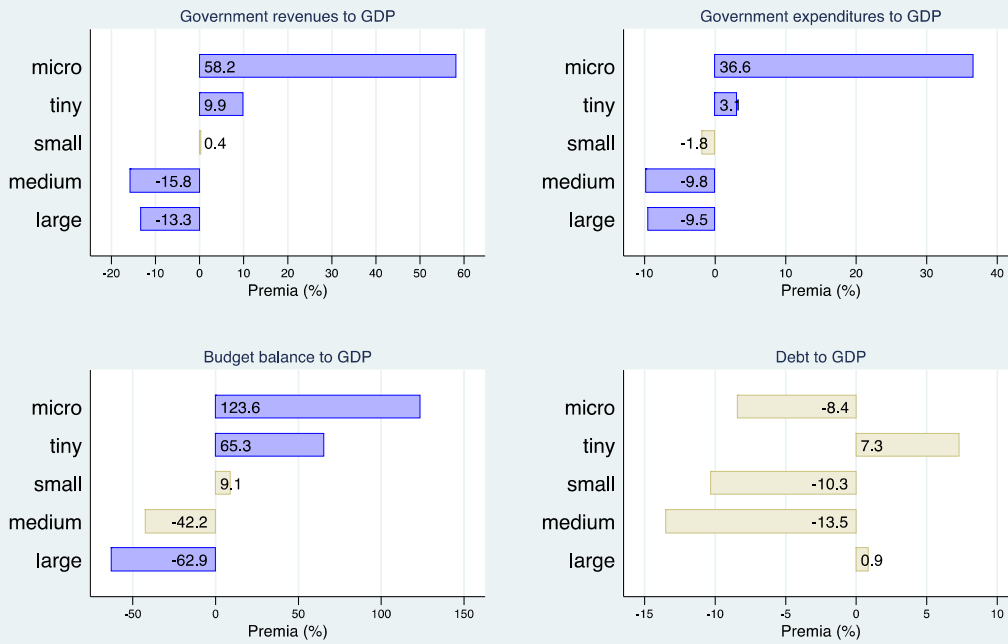 Government revenues to GDP
micro 58.2
tiny 9.9
small 0.4
medium -15.8
large -13.3
-20 -10 0 10 20 30 40 50 60
Premia (%)
Government expenditures to GDP
micro 36.6
tiny 3.1
small -1.8
medium -9.8
large -9.5
-10 0 10 20 30 40
Premia (%)
Budget balance to GDP
micro 123.6
tiny 65.3
small 9.1
medium -42.2
large -62.9
-50 0 50 100 150
Premia (%)
Debt to GDP
micro -8.4
tiny 7.3
small -10.3
medium -13.5
large 0.9
-15 -10 -5 0 5 10
Premia (%)